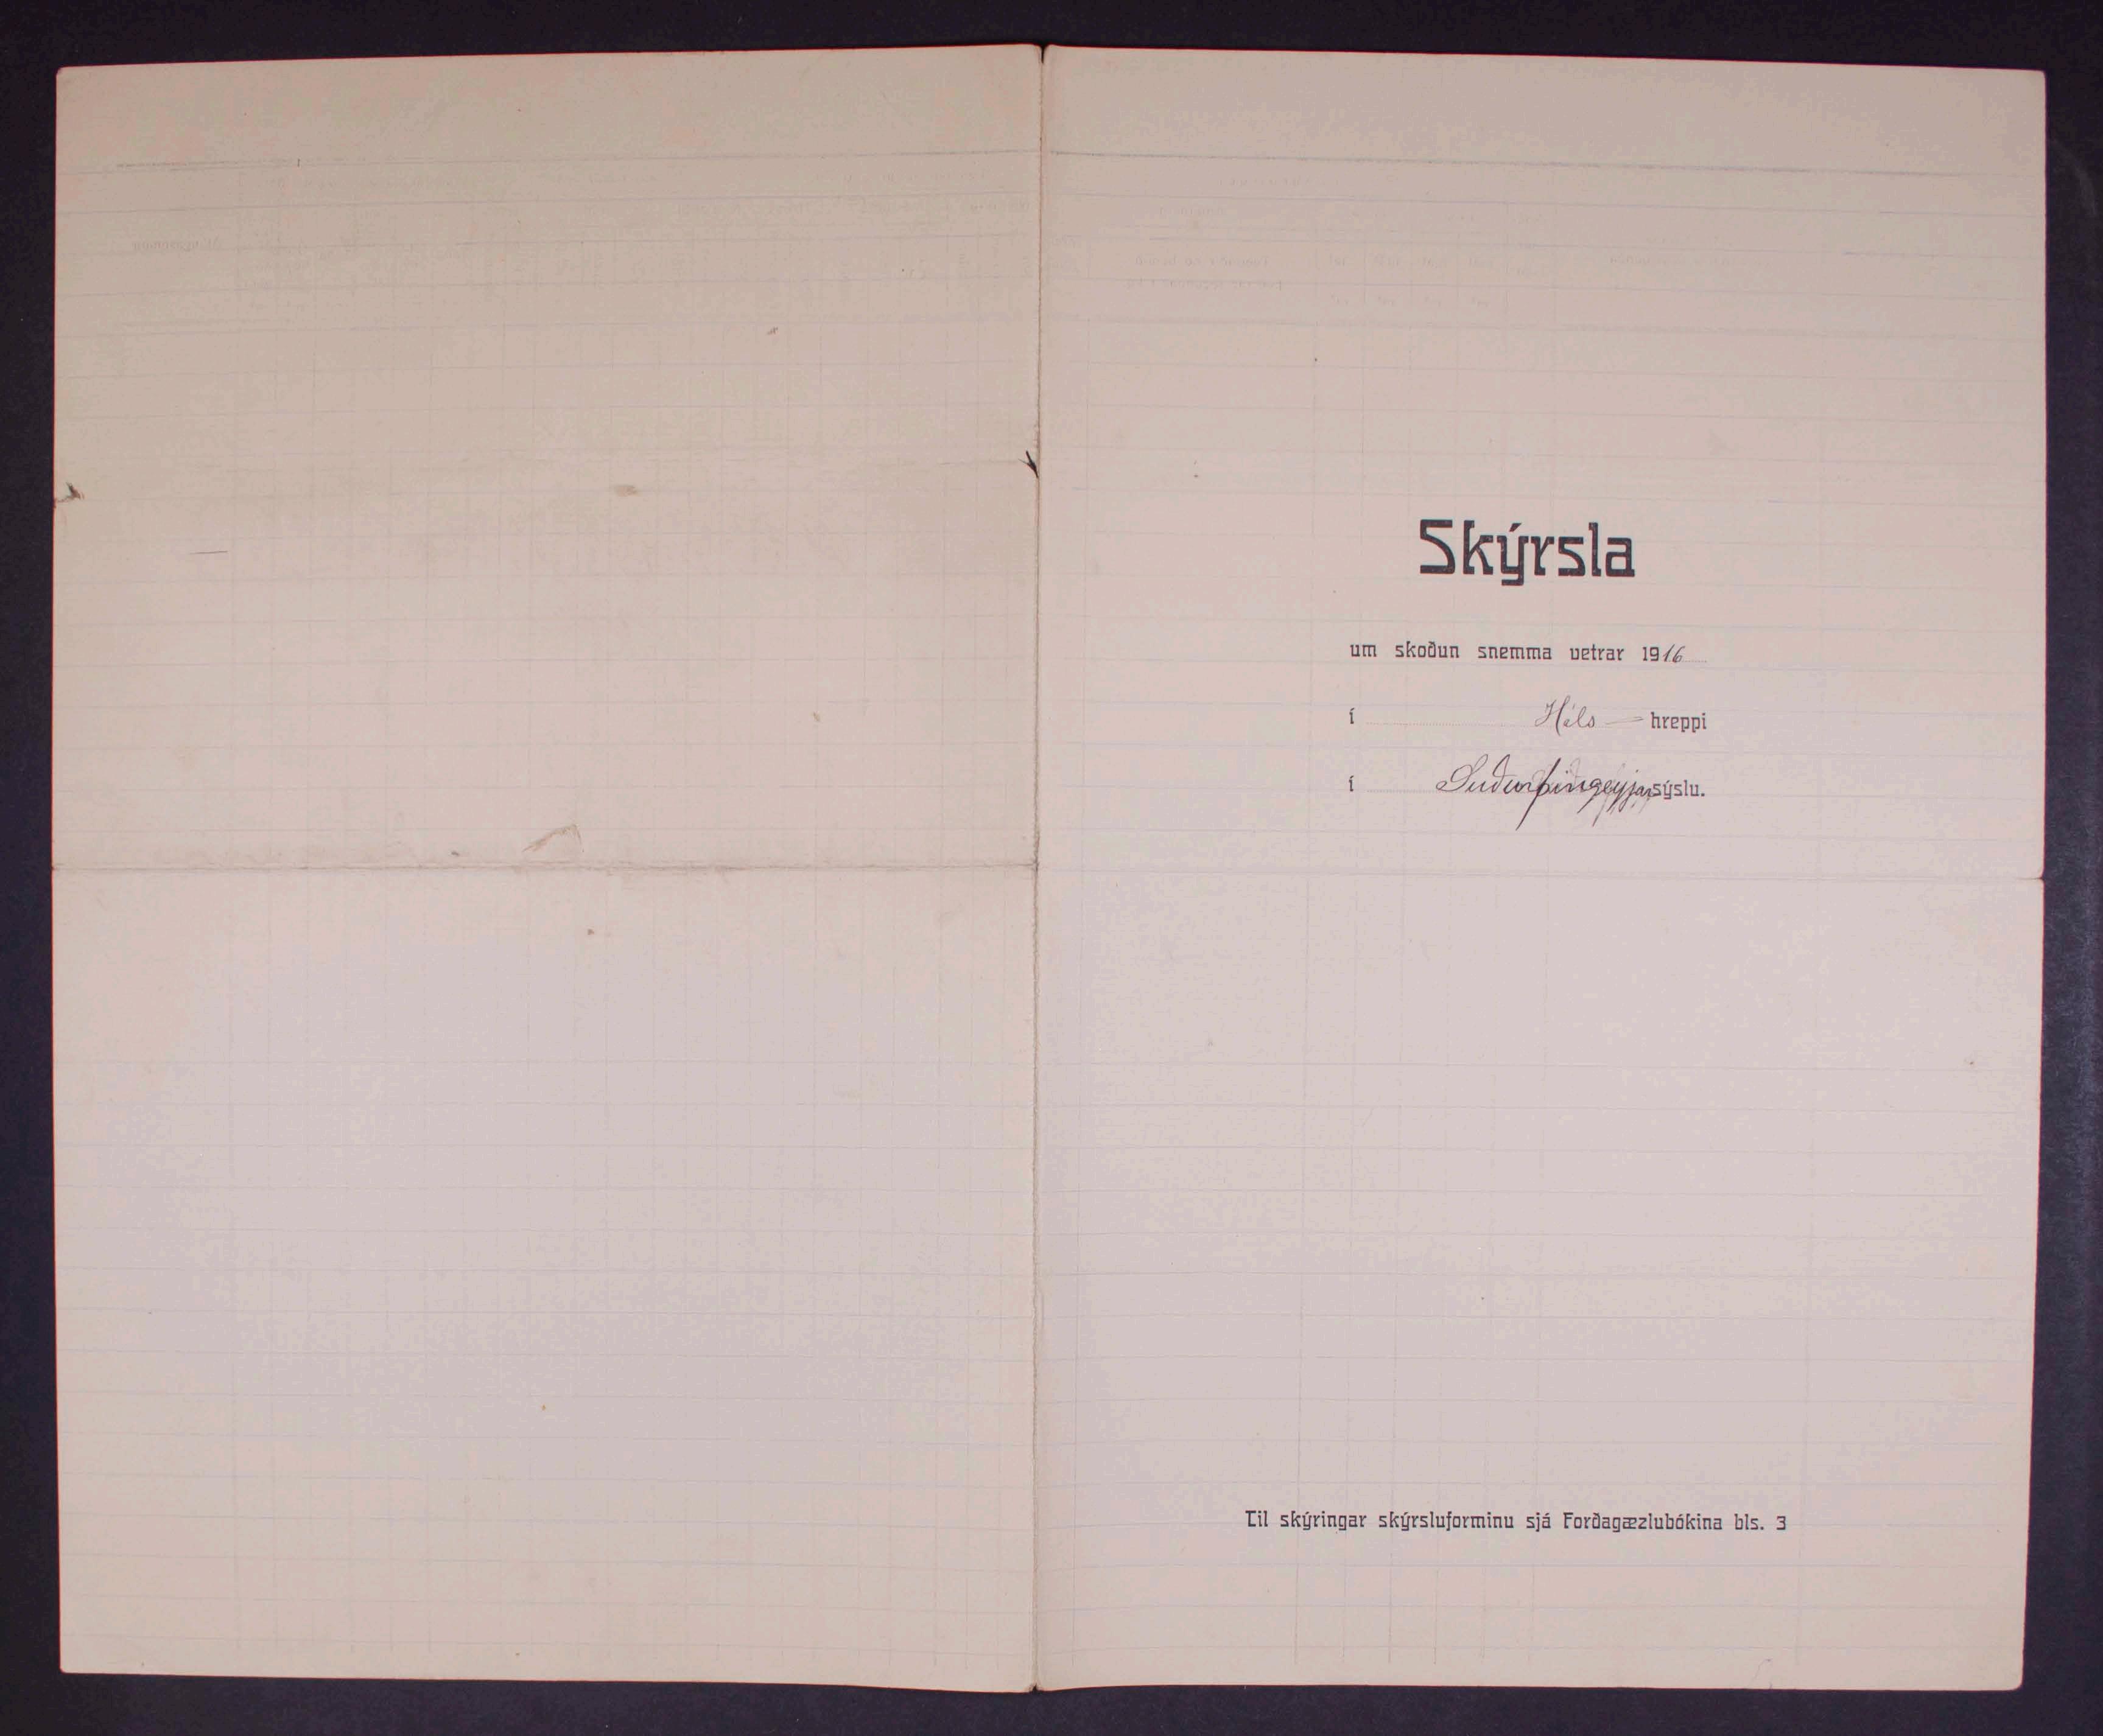 Skýrsla
um skoðun snemma vetrar 1916
í Háls hreppi
í Suðurþingeyjarsýslu.
Til skýringar skýrsluforminu sjá Forðagæzlubókina bls. 3